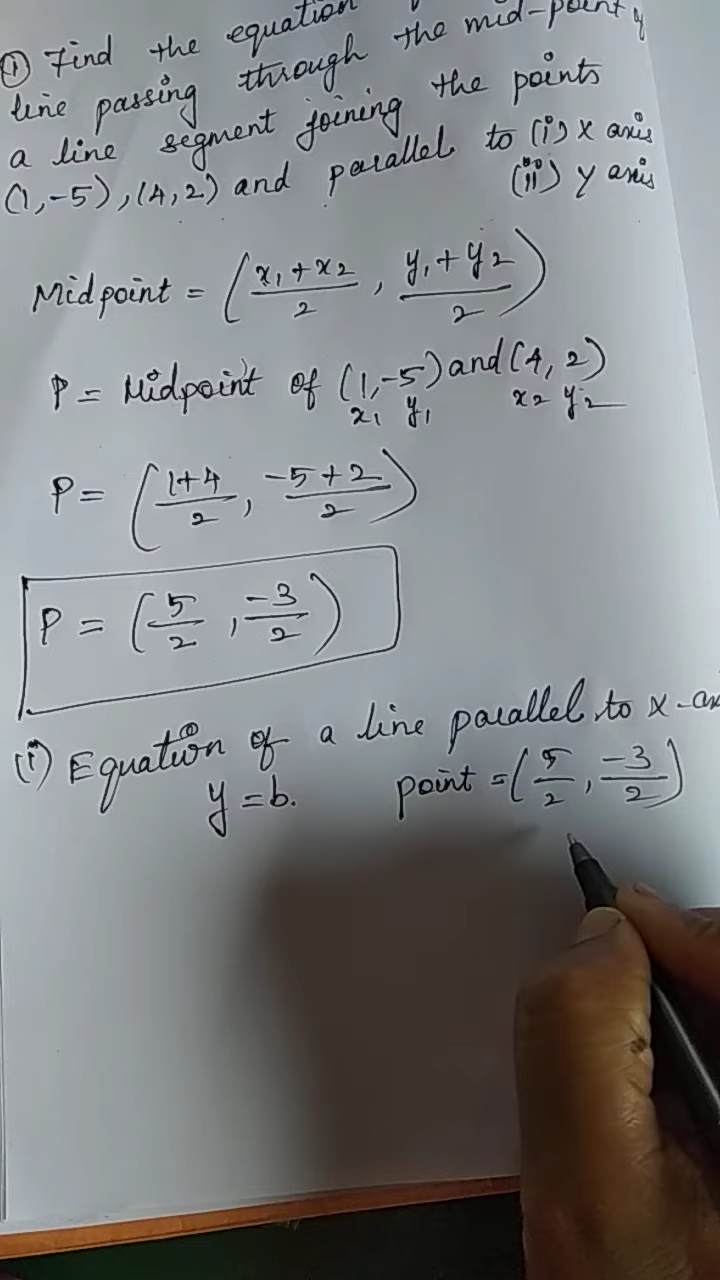 ① Find the equation
line passing through the mid-point of
a line segment joining the points
(1,-5), (4,2) and parallel to (i) X axis
(ii) y axis
Midpoint = ( x₁+x₂ / 2 , y₁+y₂ / 2 )
P = Midpoint of (1,-5) and (4, 2)
x₁ y₁ x₂ y₂
P = ( 1+4 / 2 , -5+2 / 2 )
P = ( 5/2 , -3/2 )
(i) Equation of a line parallel to X-ax
y = b. point = ( 5/2 , -3/2 )